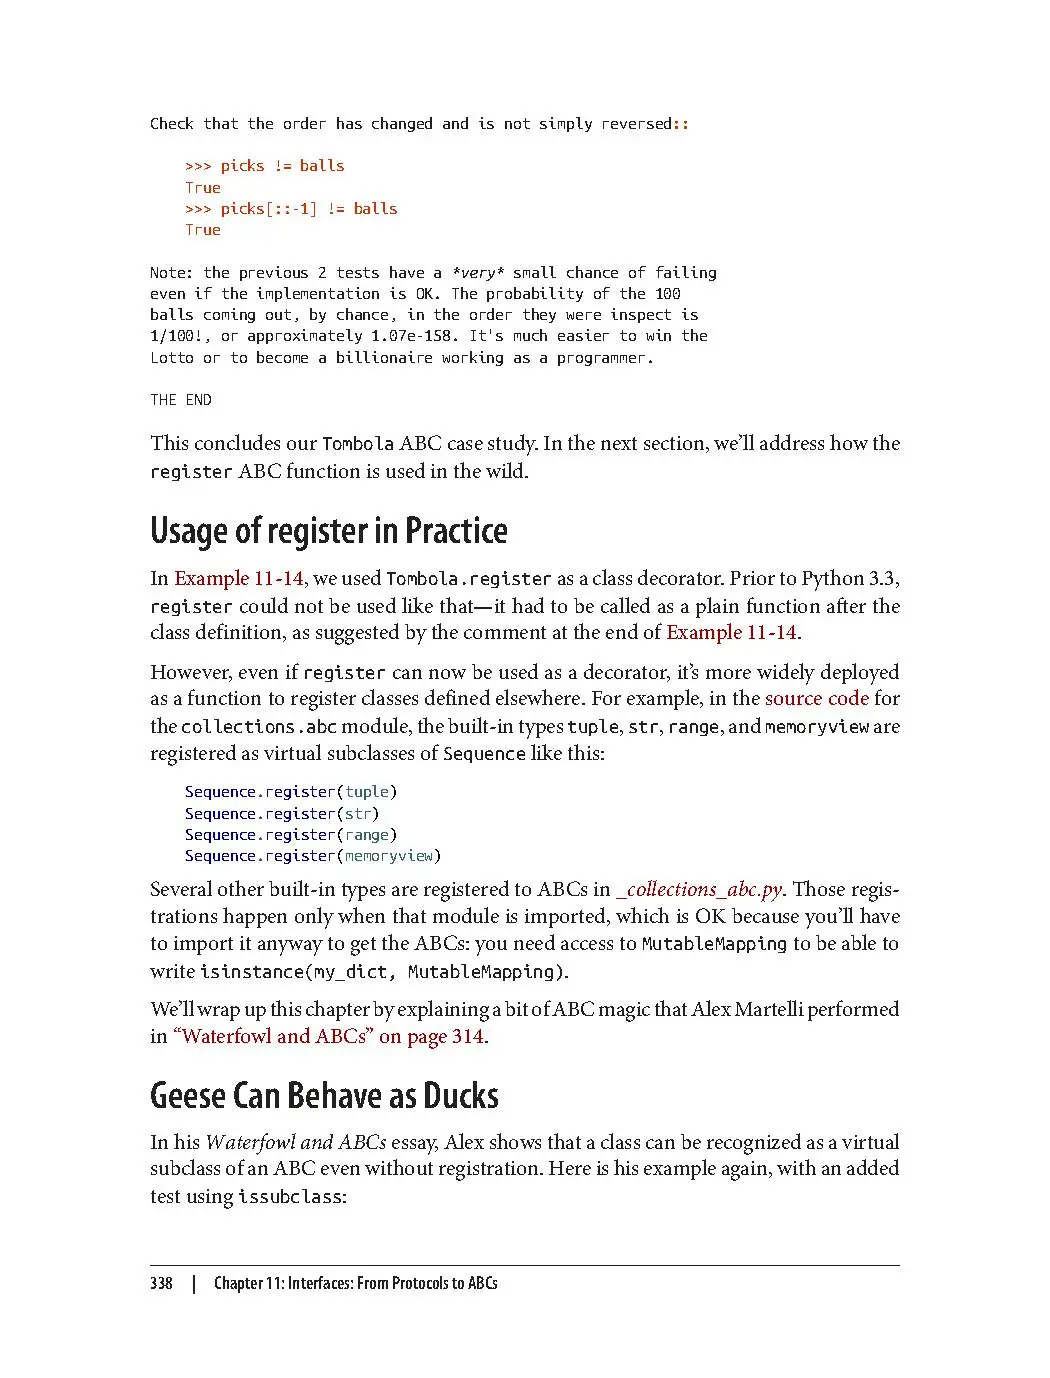 Check that the order has changed and is not simply reversed::
>>> picks != balls
True
>>> picks[::-1] != balls
True
Note: the previous 2 tests have a *very* small chance of failing
even if the implementation is OK. The probability of the 100
balls coming out, by chance, in the order they were inspect is
1/100!, or approximately 1.07e-158. It's much easier to win the
Lotto or to become a billionaire working as a programmer.
THE END
This concludes our Tombola ABC case study. In the next section, we’ll address how the
register ABC function is used in the wild.
Usage of register in Practice
In Example 11-14, we used Tombola.register as a class decorator. Prior to Python 3.3,
register could not be used like that—it had to be called as a plain function after the
class definition, as suggested by the comment at the end of Example 11-14.
However, even if register can now be used as a decorator, it’s more widely deployed
as a function to register classes defined elsewhere. For example, in the source code for
the collections.abc module, the built-in types tuple, str, range, and memoryview are
registered as virtual subclasses of Sequence like this:
Sequence.register(tuple)
Sequence.register(str)
Sequence.register(range)
Sequence.register(memoryview)
Several other built-in types are registered to ABCs in _collections_abc.py. Those regis-
trations happen only when that module is imported, which is OK because you’ll have
to import it anyway to get the ABCs: you need access to MutableMapping to be able to
write isinstance(my_dict, MutableMapping).
We’ll wrap up this chapter by explaining a bit of ABC magic that Alex Martelli performed
in “Waterfowl and ABCs” on page 314.
Geese Can Behave as Ducks
In his Waterfowl and ABCs essay, Alex shows that a class can be recognized as a virtual
subclass of an ABC even without registration. Here is his example again, with an added
test using issubclass:
338 | Chapter 11: Interfaces: From Protocols to ABCs